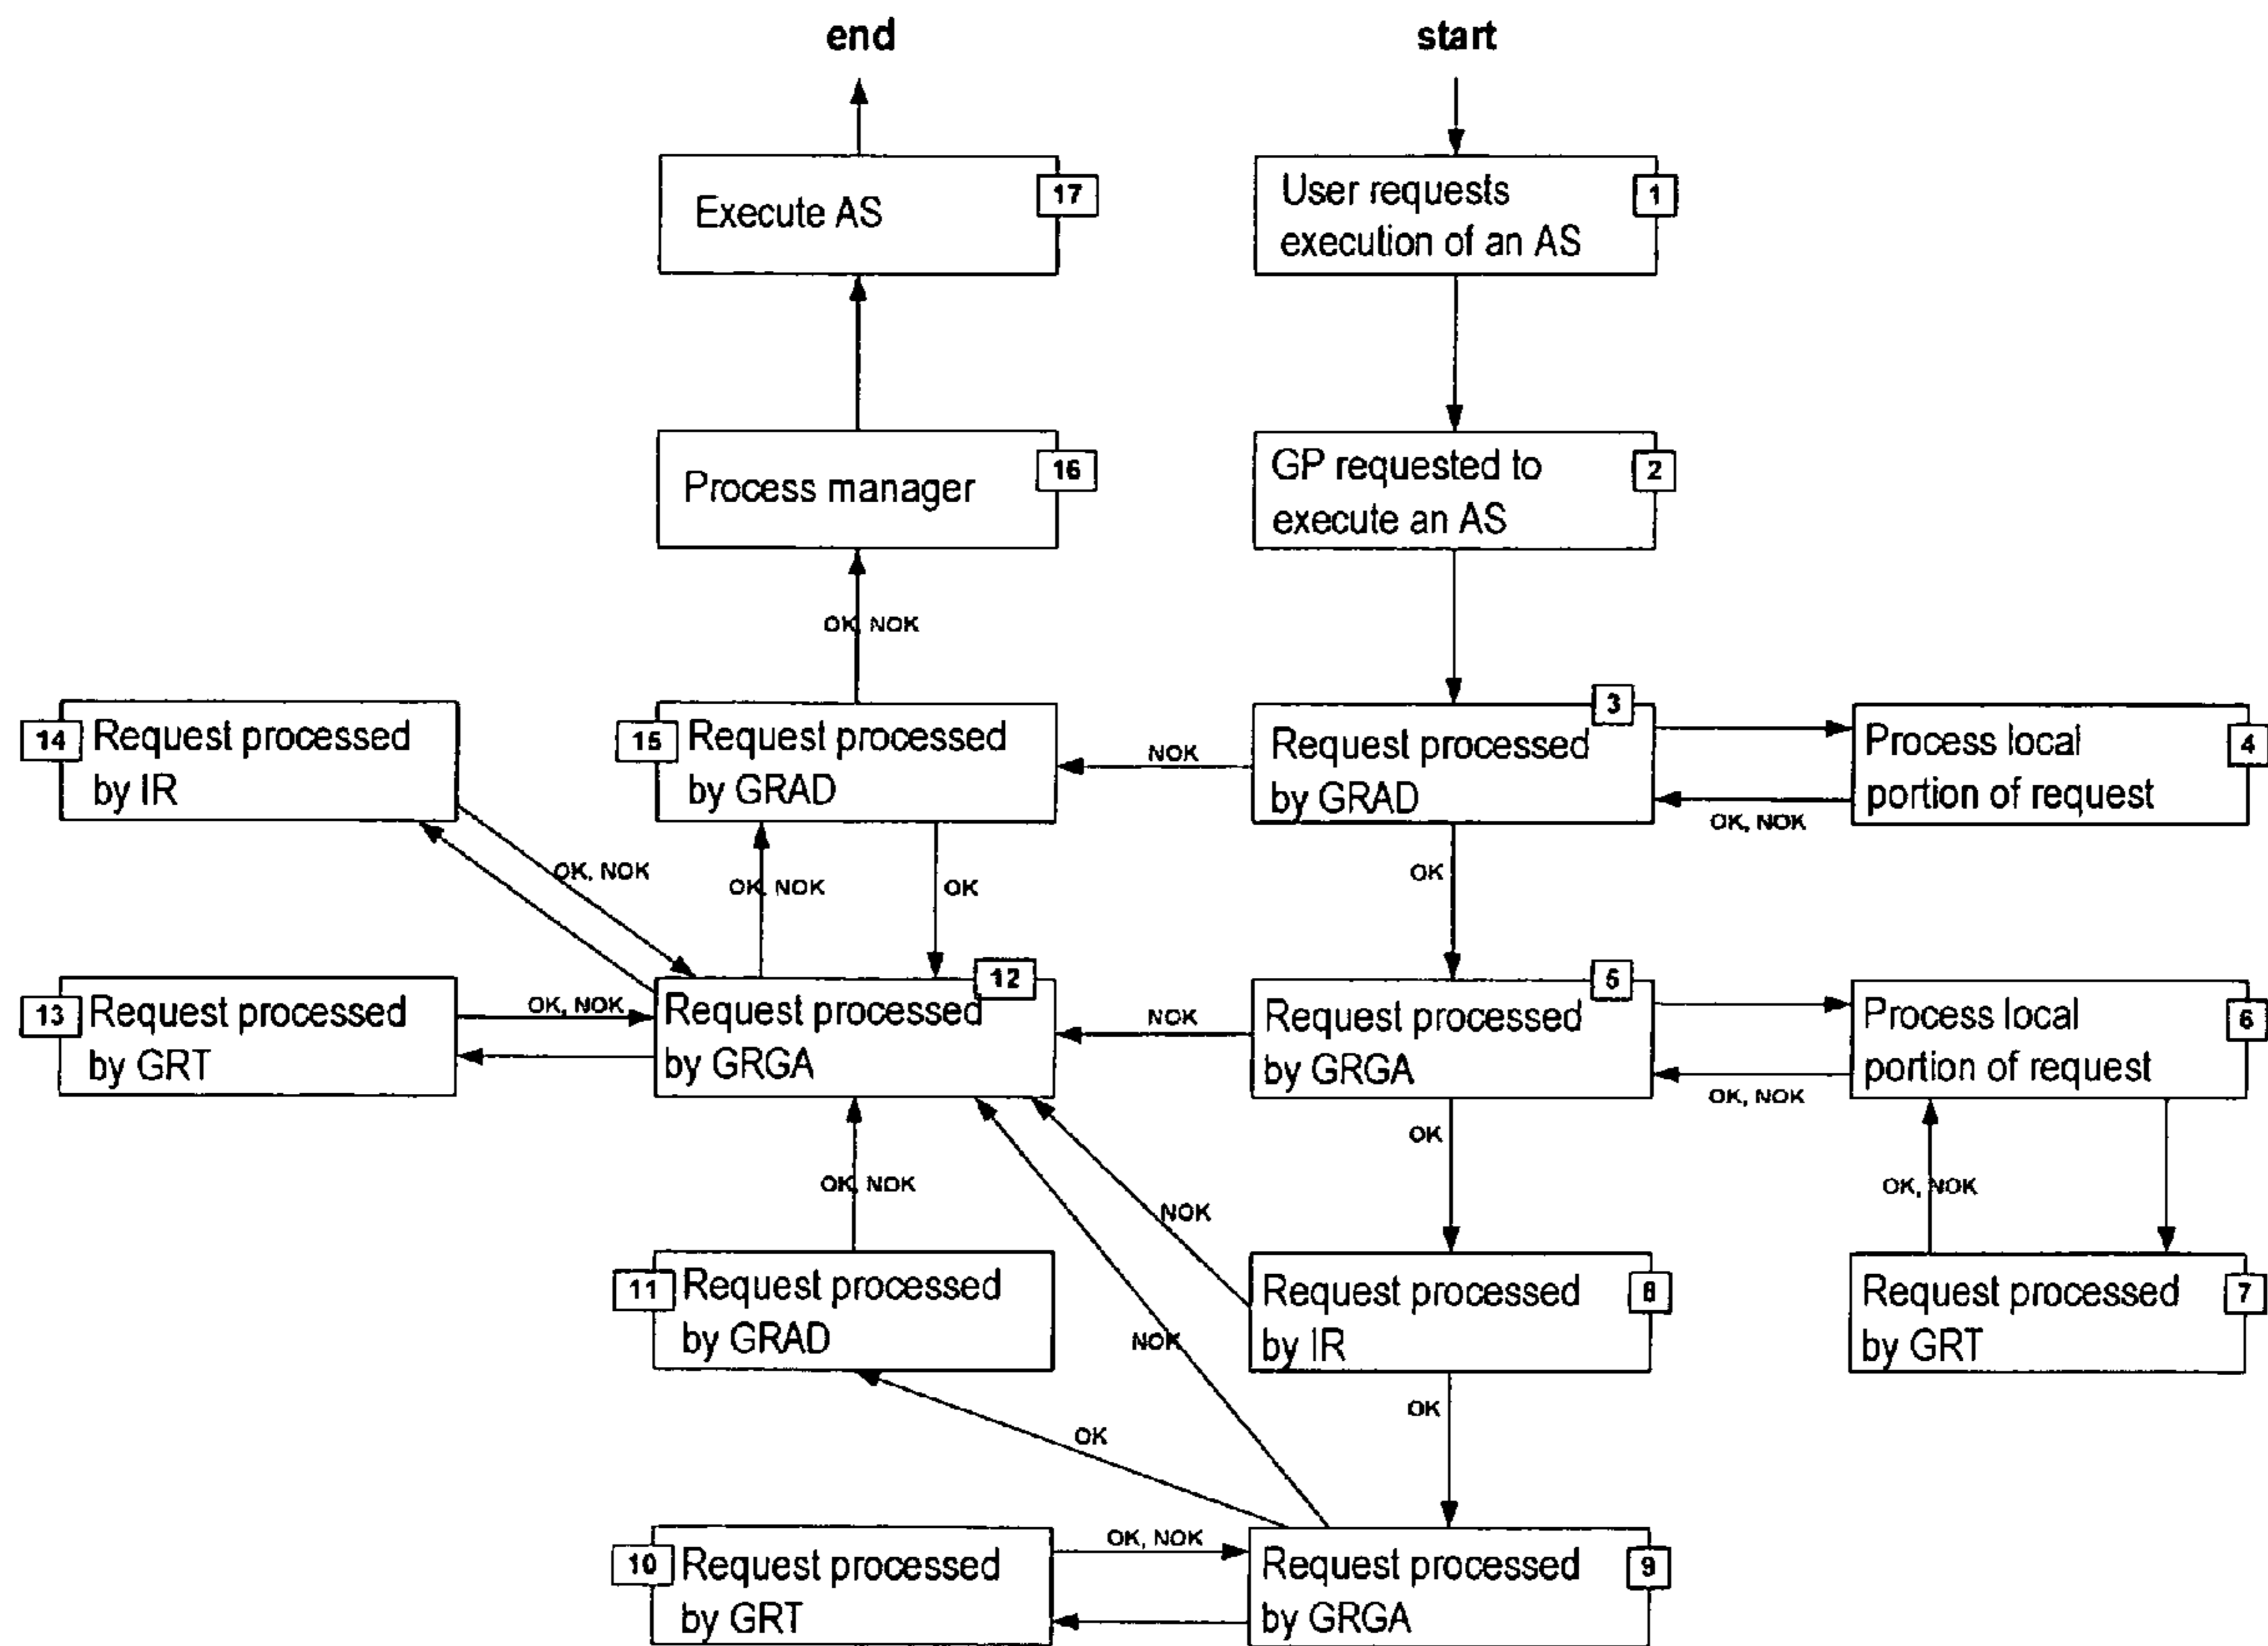 end
start
Execute AS
17
User requests
execution of an AS
1
Process manager
16
GP requested to
execute an AS
2
OK, NOK
14
Request processed
by IR
15
Request processed
by GRAD
NOK
3
Request processed
by GRAD
OK, NOK
Process local
portion of request
4
OK, NOK
OK, NOK
OK
OK
13
Request processed
by GRT
OK, NOK
12
Request processed
by GRGA
NOK
5
Request processed
by GRGA
OK, NOK
Process local
portion of request
6
OK, NOK
NOK
OK
OK, NOK
11
Request processed
by GRAD
NOK
Request processed
by IR
8
Request processed
by GRT
7
OK
OK
10
Request processed
by GRT
OK, NOK
Request processed
by GRGA
9